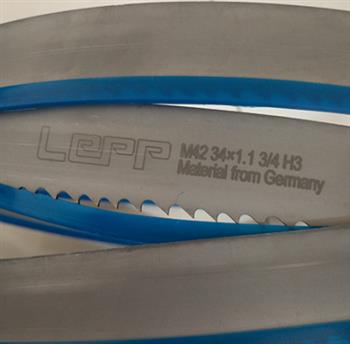 LEPP M42 34×1.1 3/4 H3
Material from Germany